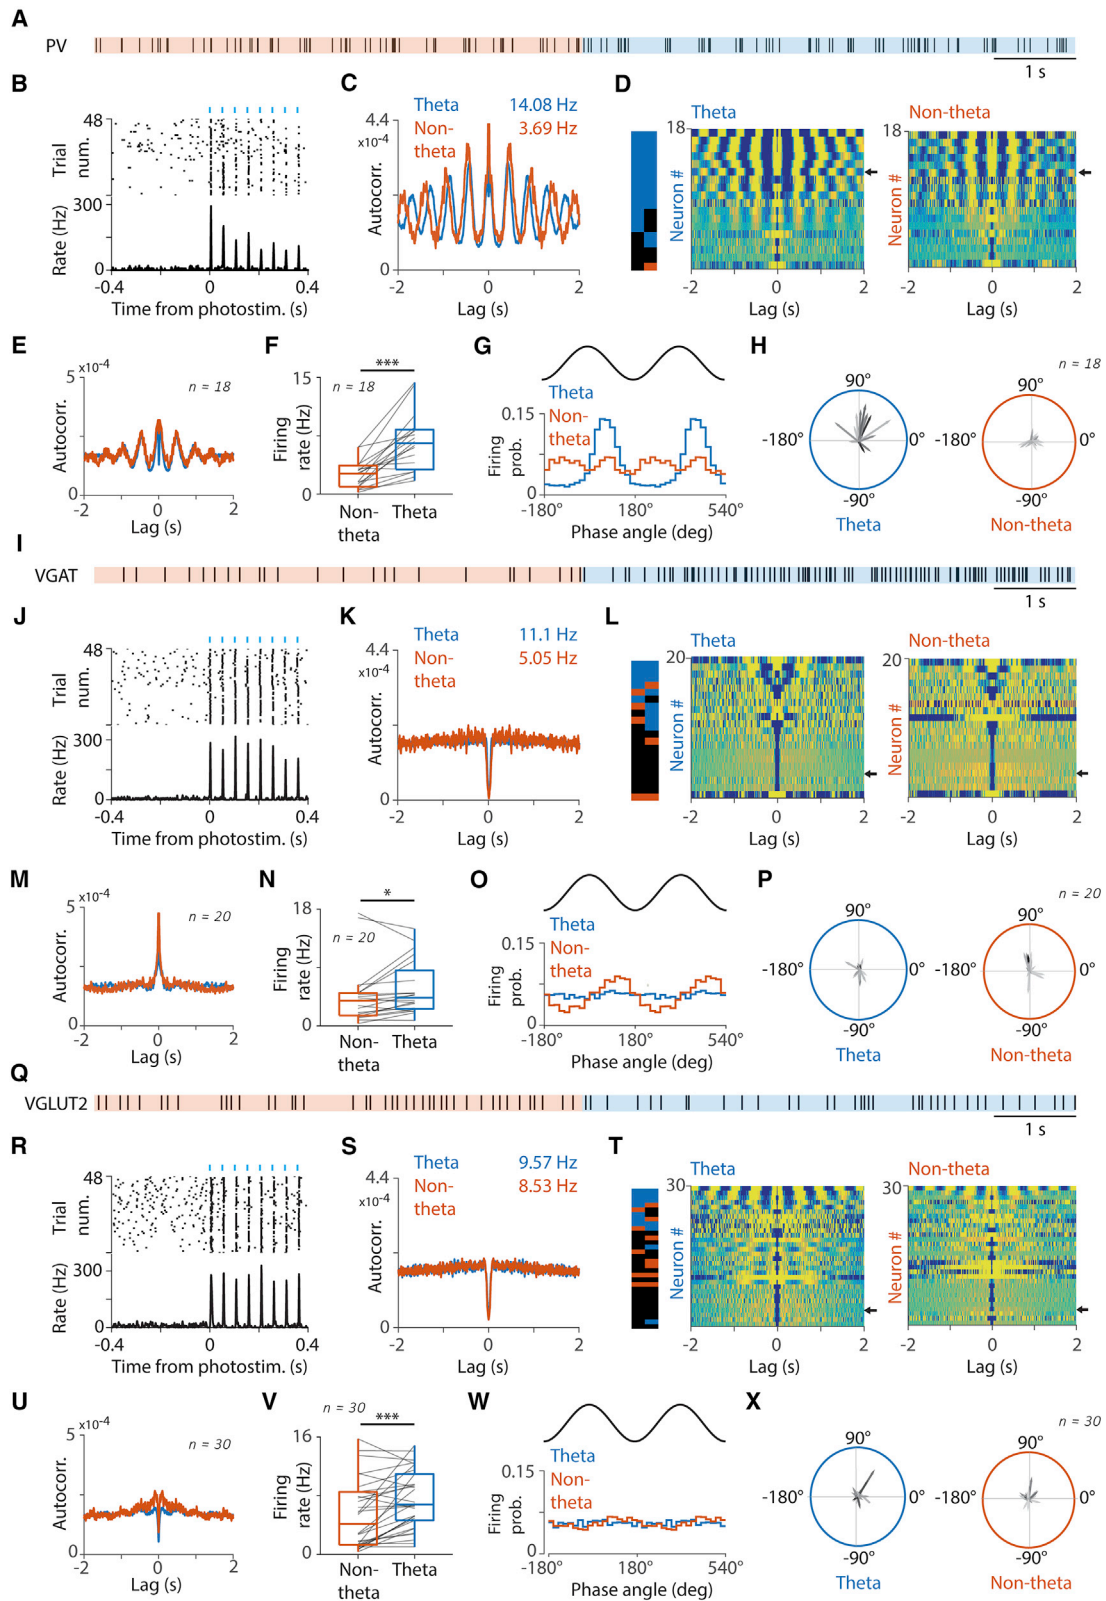 A
PV
1 s
B
48
Trial num.
300
Rate (Hz)
0
-0.4 0 0.4
Time from photostim. (s)
C
Theta 14.08 Hz
Non-theta 3.69 Hz
4.4
x10-4
Autocorr.
0
-2 0 2
Lag (s)
D
Theta
18
Neuron #
-2 0 2
Lag (s)
Non-theta
18
Neuron #
-2 0 2
Lag (s)
E
x10-4
5
n = 18
Autocorr.
0
-2 0 2
Lag (s)
F
***
15
n = 18
Firing rate (Hz)
0
Non-theta
Theta
G
Theta
Non-theta
0.15
Firing prob.
0
-180° 180° 540°
Phase angle (deg)
H
n = 18
90°
-180° 0°
-90°
Theta
90°
-180° 0°
-90°
Non-theta
I
VGAT
1 s
J
48
Trial num.
300
Rate (Hz)
0
-0.4 0 0.4
Time from photostim. (s)
K
Theta 11.1 Hz
Non-theta 5.05 Hz
4.4
x10-4
Autocorr.
0
-2 0 2
Lag (s)
L
Theta
20
Neuron #
-2 0 2
Lag (s)
Non-theta
20
Neuron #
-2 0 2
Lag (s)
M
x10-4
5
n = 20
Autocorr.
0
-2 0 2
Lag (s)
N
*
18
n = 20
Firing rate (Hz)
0
Non-theta
Theta
O
Theta
Non-theta
0.15
Firing prob.
0
-180° 180° 540°
Phase angle (deg)
P
n = 20
90°
-180° 0°
-90°
Theta
90°
-180° 0°
-90°
Non-theta
Q
VGLUT2
1 s
R
48
Trial num.
300
Rate (Hz)
0
-0.4 0 0.4
Time from photostim. (s)
S
Theta 9.57 Hz
Non-theta 8.53 Hz
4.4
x10-4
Autocorr.
0
-2 0 2
Lag (s)
T
Theta
30
Neuron #
-2 0 2
Lag (s)
Non-theta
30
Neuron #
-2 0 2
Lag (s)
U
x10-4
5
n = 30
Autocorr.
0
-2 0 2
Lag (s)
V
n = 30
***
16
Firing rate (Hz)
0
Non-theta
Theta
W
Theta
Non-theta
0.15
Firing prob.
0
-180° 180° 540°
Phase angle (deg)
X
n = 30
90°
-180° 0°
-90°
Theta
90°
-180° 0°
-90°
Non-theta